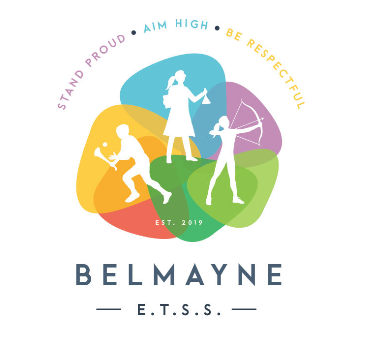 STAND PROUD • AIM HIGH • BE RESPECTFUL
EST. 2019
BELMAYNE
E.T.S.S.